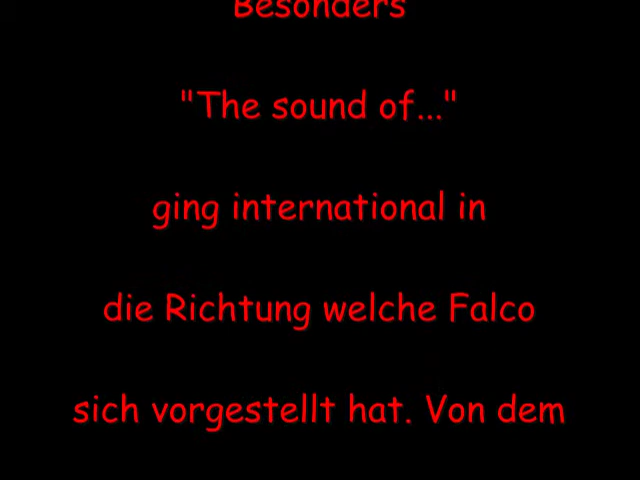 Besonders
"The sound of..."
ging international in
die Richtung welche Falco
sich vorgestellt hat. Von dem